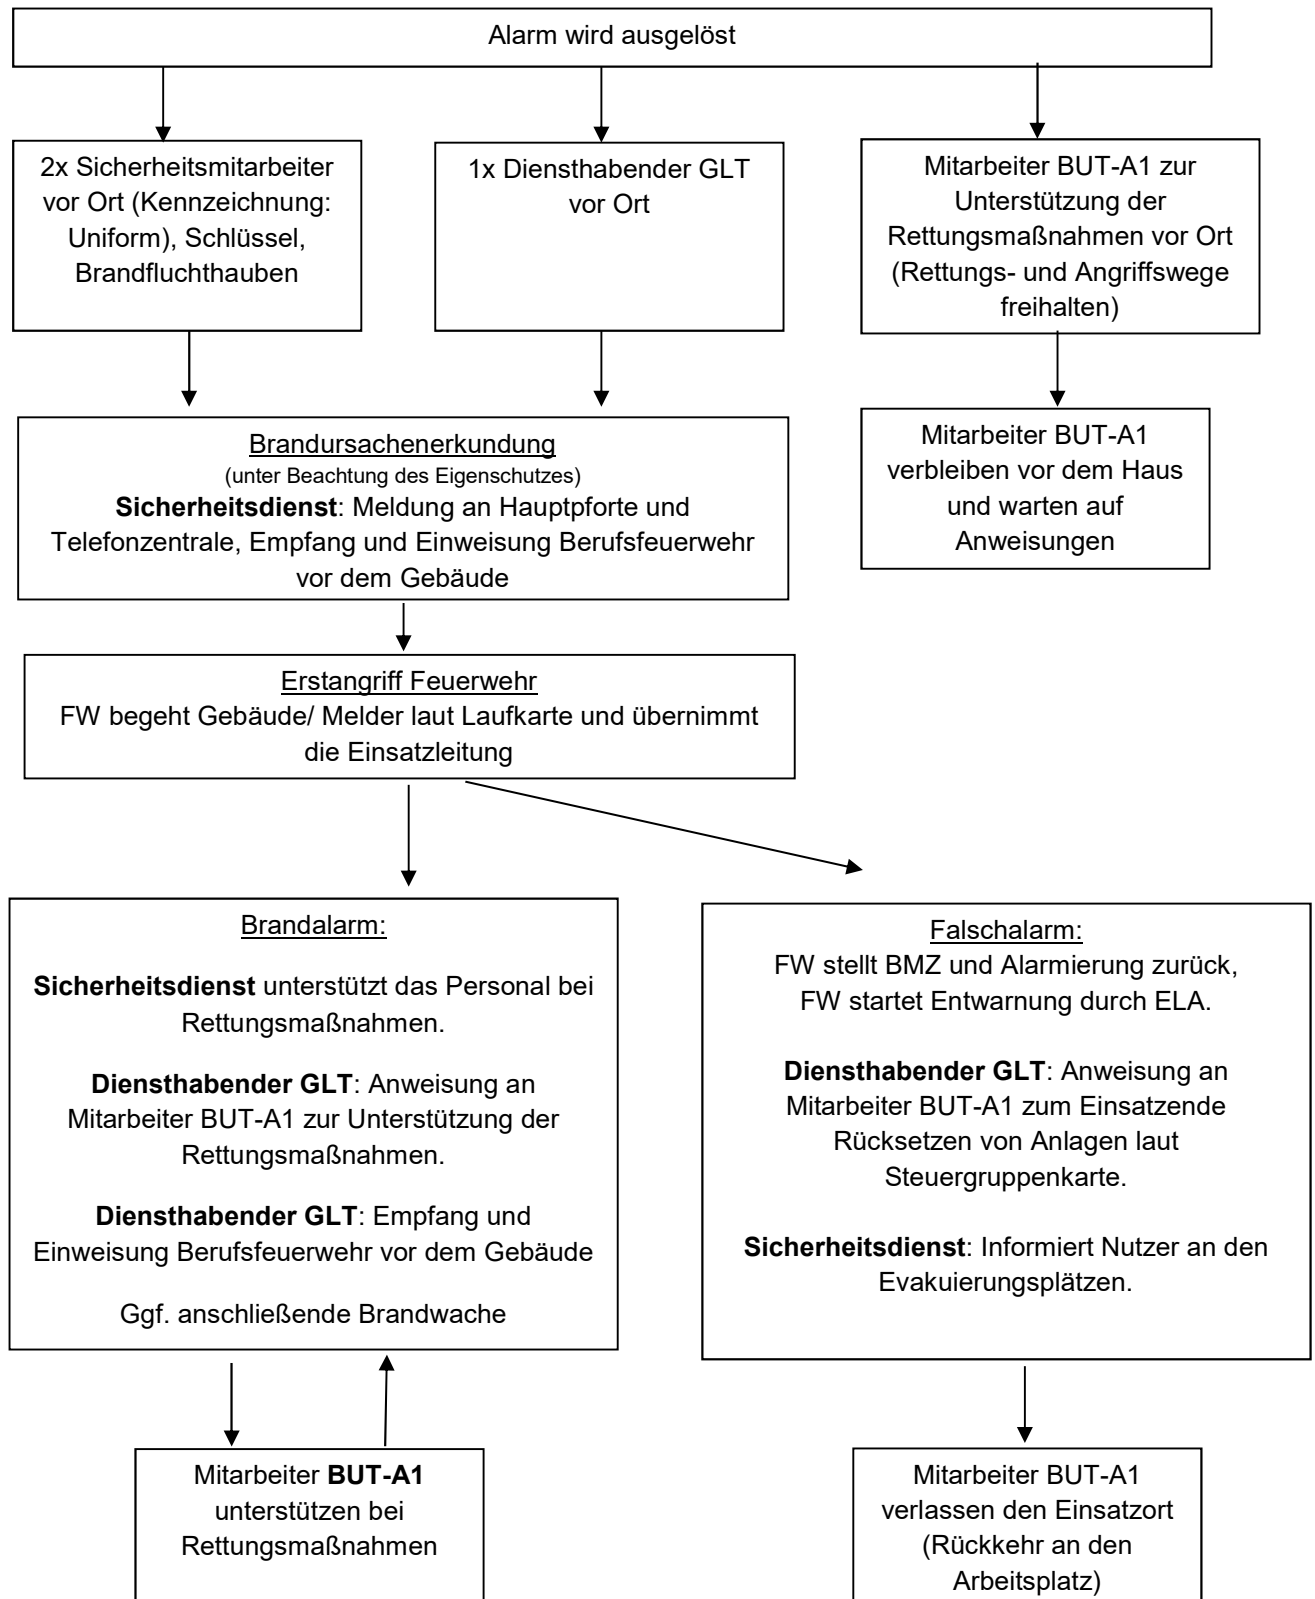 Alarm wird ausgelöst
2x Sicherheitsmitarbeiter
vor Ort (Kennzeichnung:
Uniform), Schlüssel,
Brandfluchthauben
1x Diensthabender GLT
vor Ort
Mitarbeiter BUT-A1 zur
Unterstützung der
Rettungsmaßnahmen vor Ort
(Rettungs- und Angriffswege
freihalten)
Brandursachenerkundung
(unter Beachtung des Eigenschutzes)
Sicherheitsdienst: Meldung an Hauptpforte und
Telefonzentrale, Empfang und Einweisung Berufsfeuerwehr
vor dem Gebäude
Mitarbeiter BUT-A1
verbleiben vor dem Haus
und warten auf
Anweisungen
Erstangriff Feuerwehr
FW begeht Gebäude/ Melder laut Laufkarte und übernimmt
die Einsatzleitung
Brandalarm:
Sicherheitsdienst unterstützt das Personal bei
Rettungsmaßnahmen.
Diensthabender GLT: Anweisung an
Mitarbeiter BUT-A1 zur Unterstützung der
Rettungsmaßnahmen.
Diensthabender GLT: Empfang und
Einweisung Berufsfeuerwehr vor dem Gebäude
Ggf. anschließende Brandwache
Falschalarm:
FW stellt BMZ und Alarmierung zurück,
FW startet Entwarnung durch ELA.
Diensthabender GLT: Anweisung an
Mitarbeiter BUT-A1 zum Einsatzende
Rücksetzen von Anlagen laut
Steuergruppenkarte.
Sicherheitsdienst: Informiert Nutzer an den
Evakuierungsplätzen.
Mitarbeiter BUT-A1
unterstützen bei
Rettungsmaßnahmen
Mitarbeiter BUT-A1
verlassen den Einsatzort
(Rückkehr an den
Arbeitsplatz)